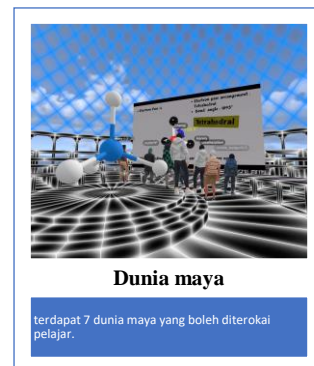 Tetrahedral
Dunia maya
terdapat 7 dunia maya yang boleh diterokai
pelajar.